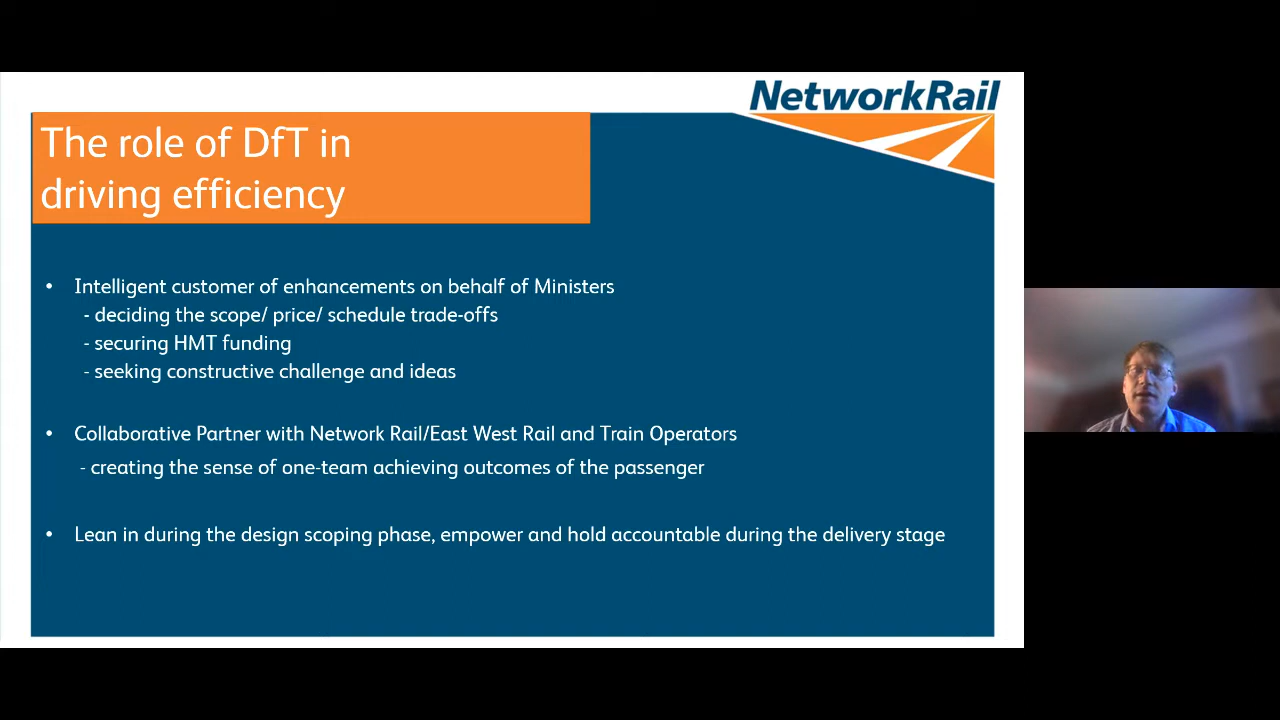 NetworkRail
The role of DfT in
driving efficiency
• Intelligent customer of enhancements on behalf of Ministers
- deciding the scope/ price/ schedule trade-offs
- securing HMT funding
- seeking constructive challenge and ideas
• Collaborative Partner with Network Rail/East West Rail and Train Operators
- creating the sense of one-team achieving outcomes of the passenger
• Lean in during the design scoping phase, empower and hold accountable during the delivery stage